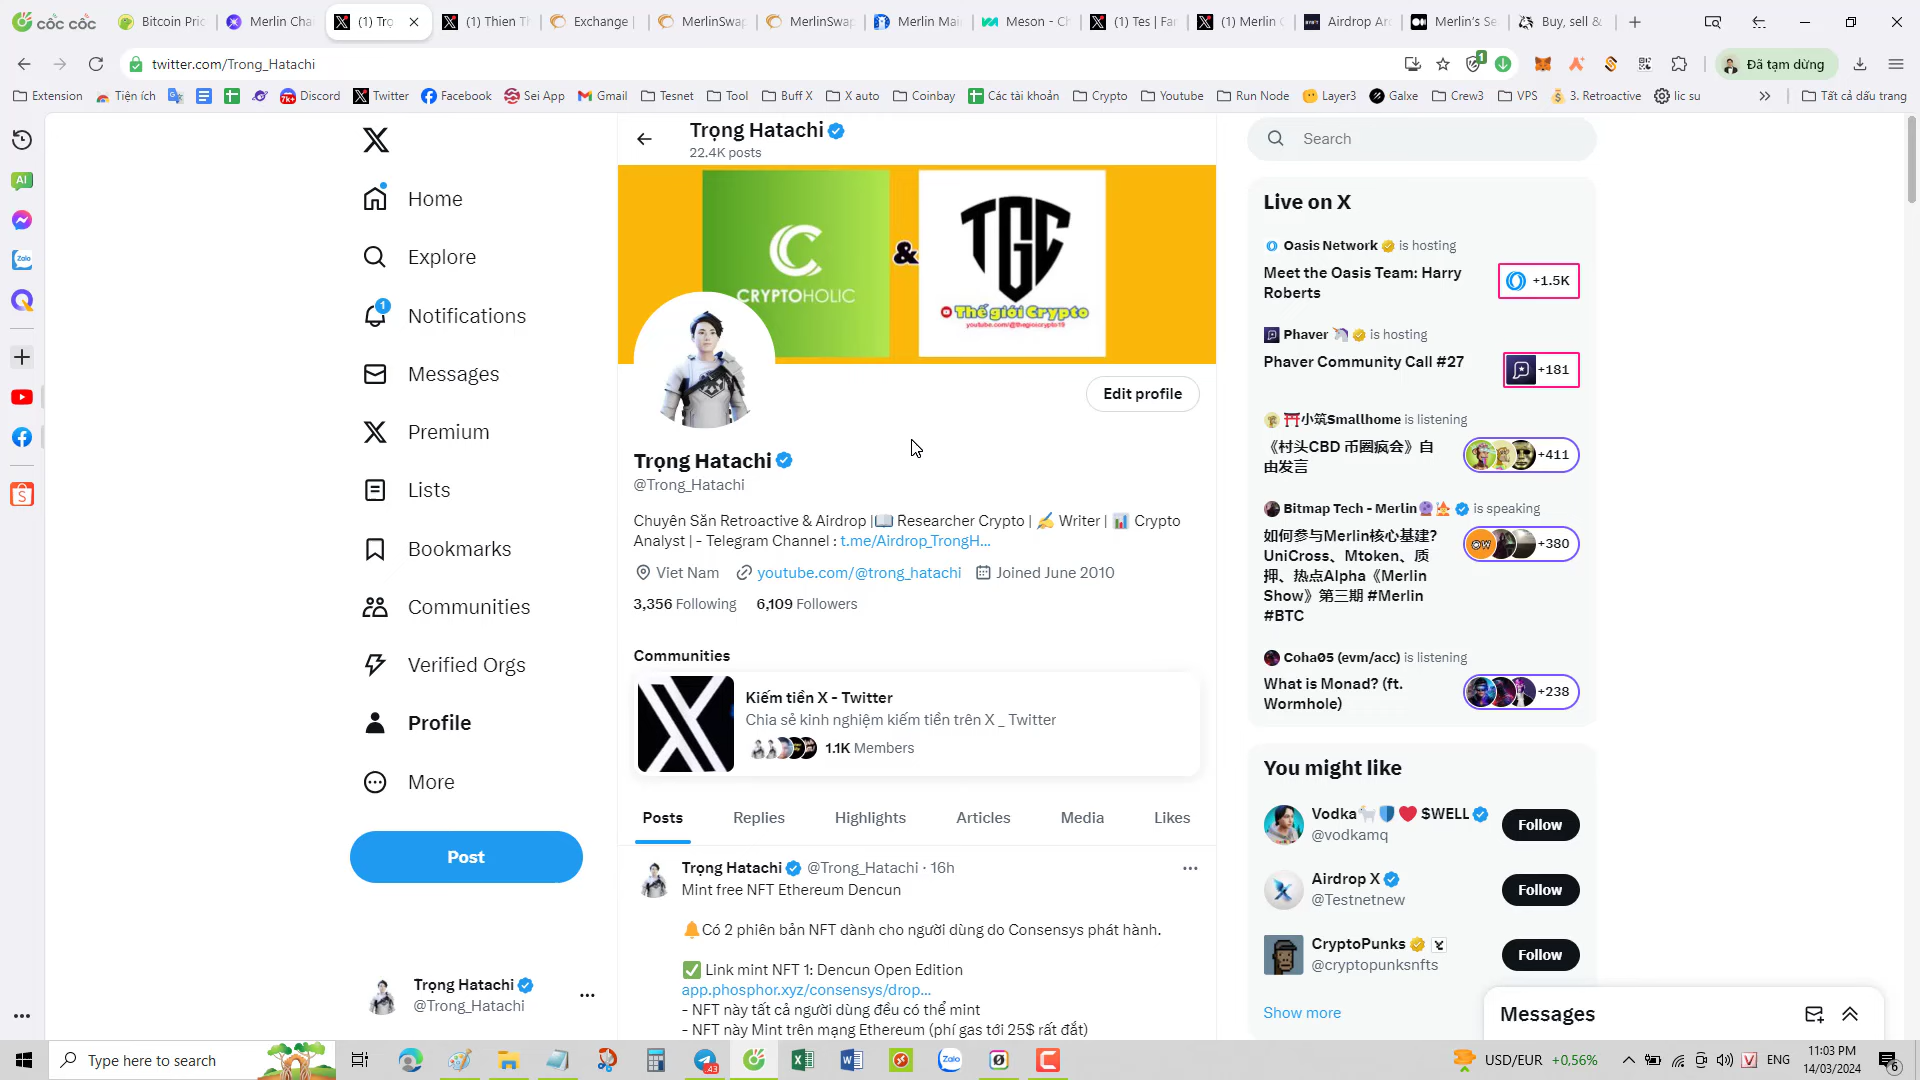 cốc cốc
Bitcoin Pric
Merlin Cha
(1) Trọ
(1) Thien Th
Exchange |
MerlinSwap
MerlinSwap
Merlin Mai
Meson - Ch
(1) Tes | Far
(1) Merlin C
Airdrop Arc
Merlin's Se
Buy, sell &
twitter.com/Trong_Hatachi
1
Đã tạm dừng
Extension
Tiện ích
Discord
Twitter
Facebook
Sei App
Gmail
Tesnet
Tool
Buff X
X auto
Coinbay
Các tài khoản
Crypto
Youtube
Run Node
Layer3
Galxe
Crew3
VPS
3. Retroactive
lic su
Tất cả dấu trang
AI
Zalo
Home
Explore
1
Notifications
Messages
Premium
Lists
Bookmarks
Communities
Verified Orgs
Profile
More
Post
Trọng Hatachi
@Trong_Hatachi
Trọng Hatachi
22.4K posts
CRYPTOHOLIC
&
TGC
Thế giới Crypto
youtube.com/@thegioicrypto19
Edit profile
Trọng Hatachi
@Trong_Hatachi
Chuyên Săn Retroactive & Airdrop |📖 Researcher Crypto | ✍️ Writer | 📊 Crypto
Analyst | - Telegram Channel : t.me/Airdrop_TrongH...
Viet Nam youtube.com/@trong_hatachi Joined June 2010
3,356 Following 6,109 Followers
Communities
Kiếm tiền X - Twitter
Chia sẻ kinh nghiệm kiếm tiền trên X _ Twitter
1.1K Members
Posts
Replies
Highlights
Articles
Media
Likes
Trọng Hatachi @Trong_Hatachi · 16h
Mint free NFT Ethereum Dencun
🔔Có 2 phiên bản NFT dành cho người dùng do Consensys phát hành.
✅ Link mint NFT 1: Dencun Open Edition
app.phosphor.xyz/consensys/drop...
- NFT này tất cả người dùng đều có thể mint
- NFT này Mint trên mạng Ethereum (phí gas tới 25$ rất đắt)
Search
Live on X
Oasis Network is hosting
Meet the Oasis Team: Harry
Roberts
+1.5K
Phaver 🦄 is hosting
Phaver Community Call #27
+181
⛩️小筑Smallhome is listening
《村头CBD 币圈疯会》自
由发言
+411
Bitmap Tech - Merlin🔮 is speaking
如何参与Merlin核心基建?
UniCross、Mtoken、质
押、热点Alpha《Merlin
Show》第三期 #Merlin
#BTC
+380
Coha05 (evm/acc) is listening
What is Monad? (ft.
Wormhole)
+238
You might like
Vodka🐩🛡️❤️ $WELL
@vodkamq
Follow
Airdrop X
@Testnetnew
Follow
CryptoPunks
@cryptopunksnfts
Follow
Show more
Messages
Type here to search
43
Zalo
USD/EUR +0,56%
V
ENG
11:03 PM
14/03/2024
6